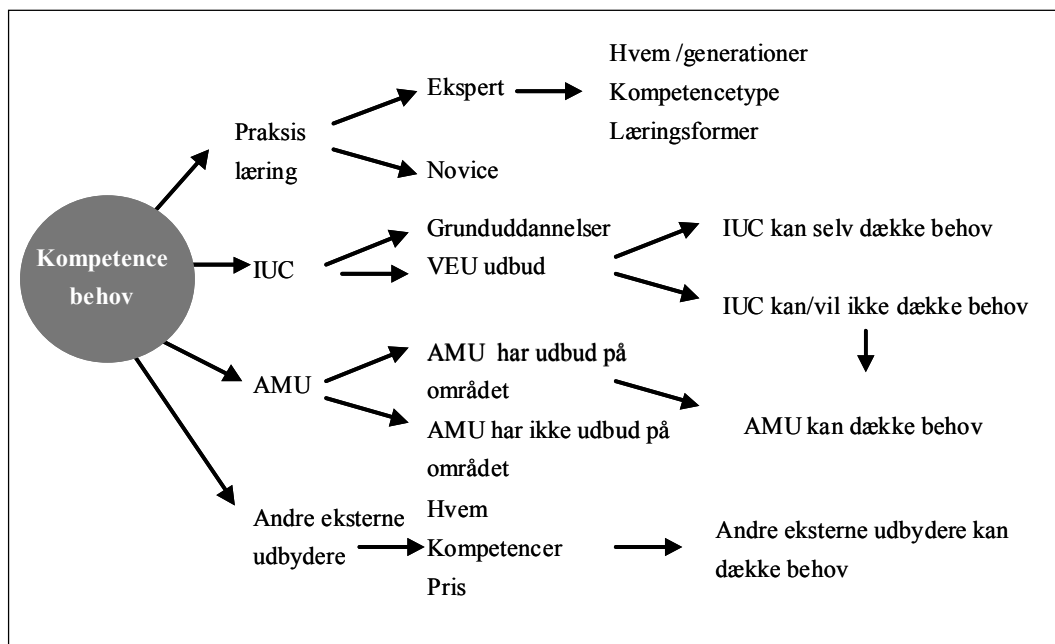 Kompetence
behov
Praksis
læring
Ekspert
Novice
Hvem /generationer
Kompetencetype
Læringsformer
IUC
Grunduddannelser
VEU udbud
IUC kan selv dække behov
IUC kan/vil ikke dække behov
AMU
AMU har udbud på
området
AMU har ikke udbud på
området
AMU kan dække behov
Andre eksterne
udbydere
Hvem
Kompetencer
Pris
Andre eksterne udbydere kan
dække behov